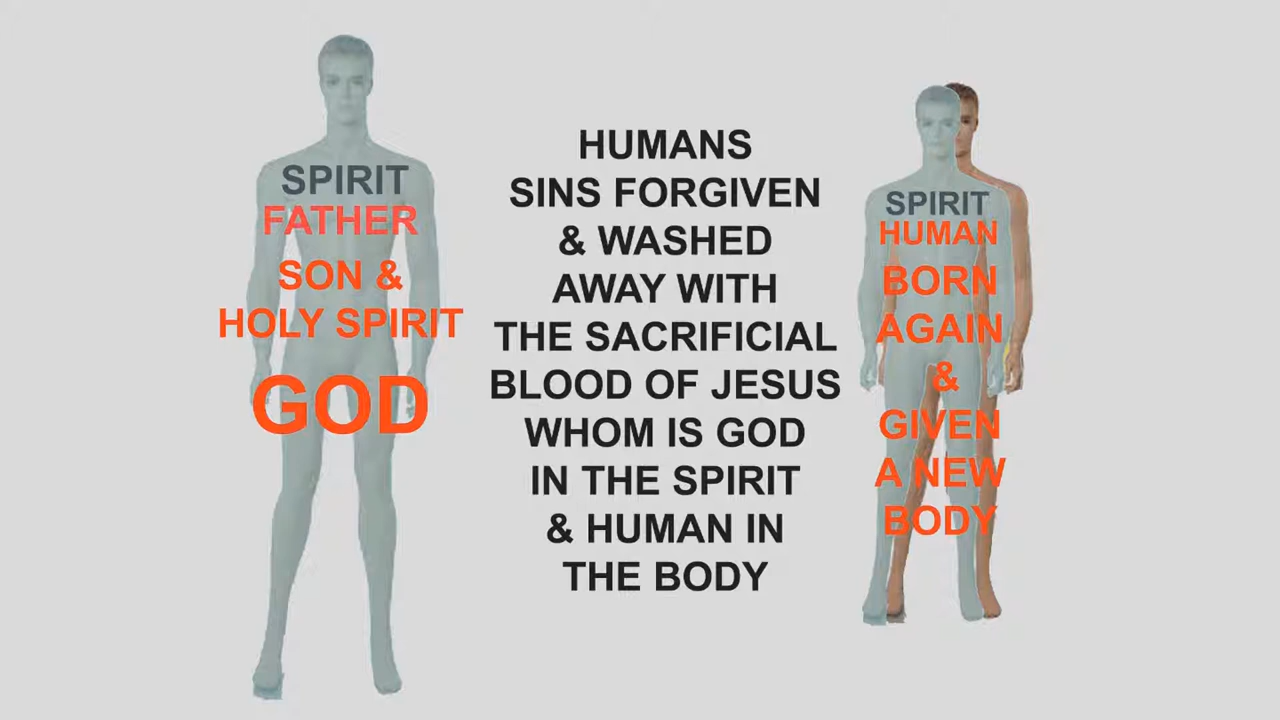 SPIRIT
FATHER
SON &
HOLY SPIRIT
GOD
HUMANS
SINS FORGIVEN
& WASHED
AWAY WITH
THE SACRIFICIAL
BLOOD OF JESUS
WHOM IS GOD
IN THE SPIRIT
& HUMAN IN
THE BODY
SPIRIT
HUMAN
BORN
AGAIN
&
GIVEN
A NEW
BODY